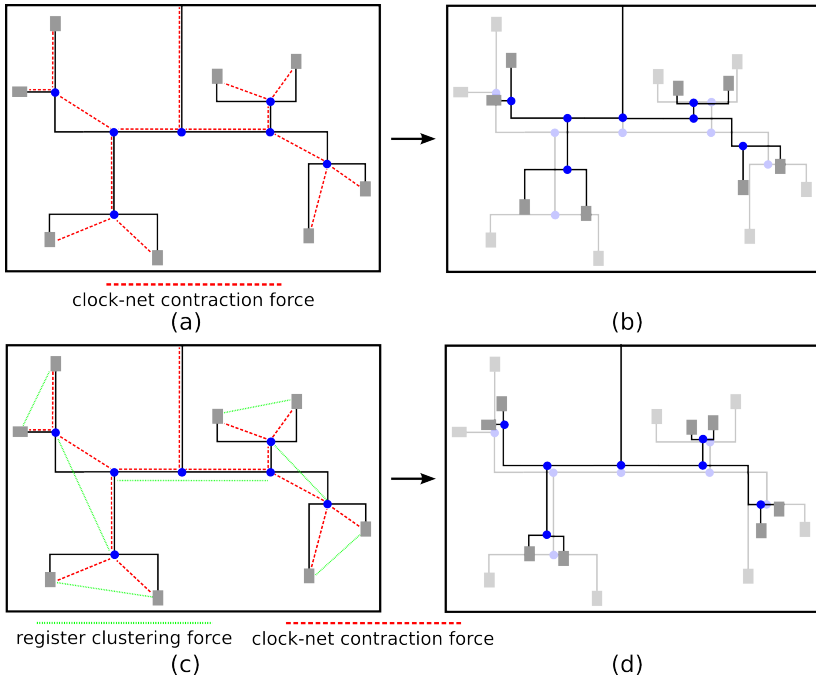 clock-net contraction force
(a)
(b)
register clustering force
clock-net contraction force
(c)
(d)